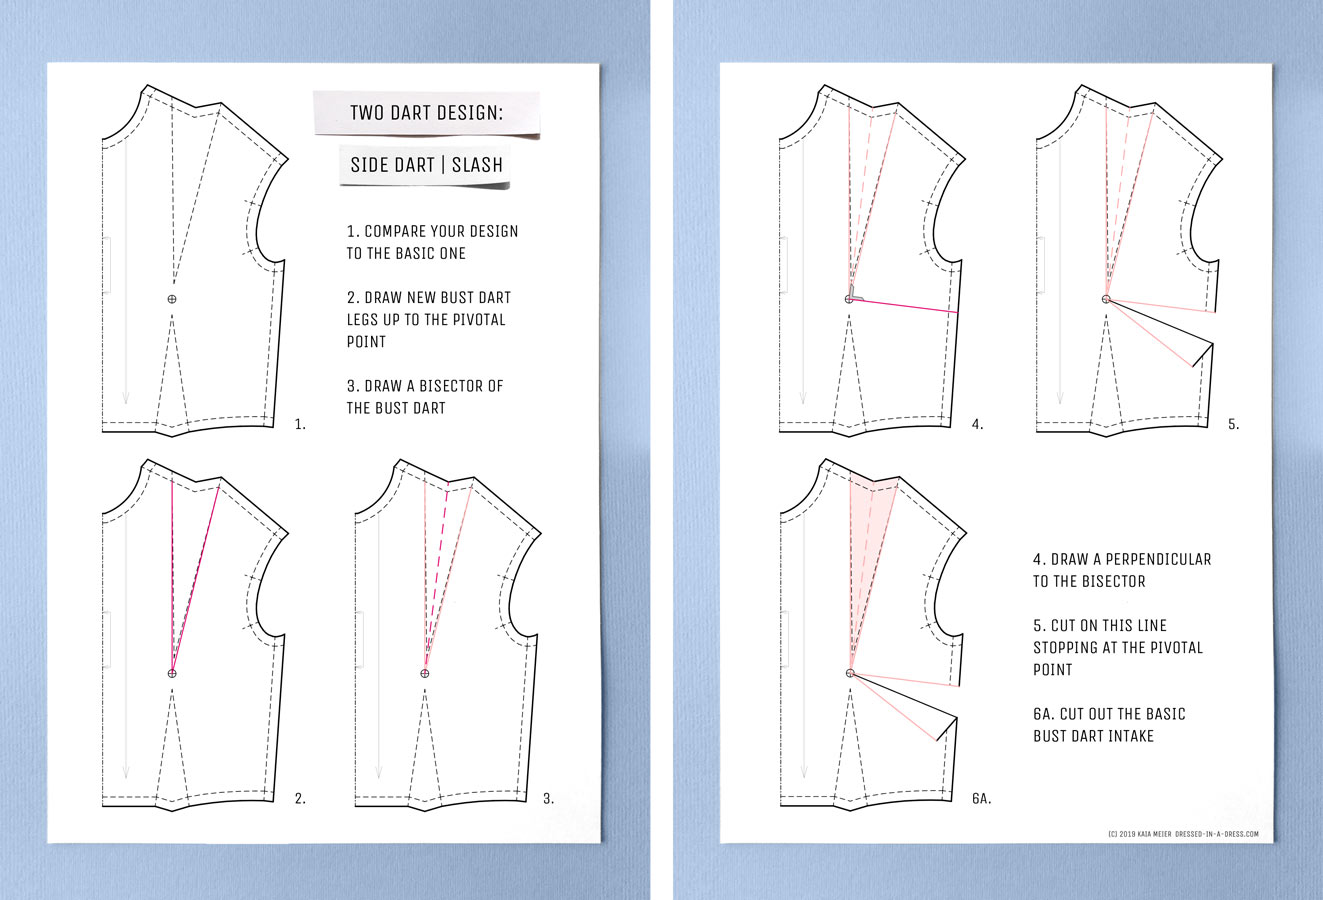 TWO DART DESIGN:
SIDE DART | SLASH
1. COMPARE YOUR DESIGN
TO THE BASIC ONE
2. DRAW NEW BUST DART
LEGS UP TO THE PIVOTAL
POINT
3. DRAW A BISECTOR OF
THE BUST DART
1.
2.
3.
4.
5.
4. DRAW A PERPENDICULAR
TO THE BISECTOR
5. CUT ON THIS LINE
STOPPING AT THE PIVOTAL
POINT
6A. CUT OUT THE BASIC
BUST DART INTAKE
6A.
(C) 2019 KAIA MEIER DRESSED-IN-A-DRESS.COM